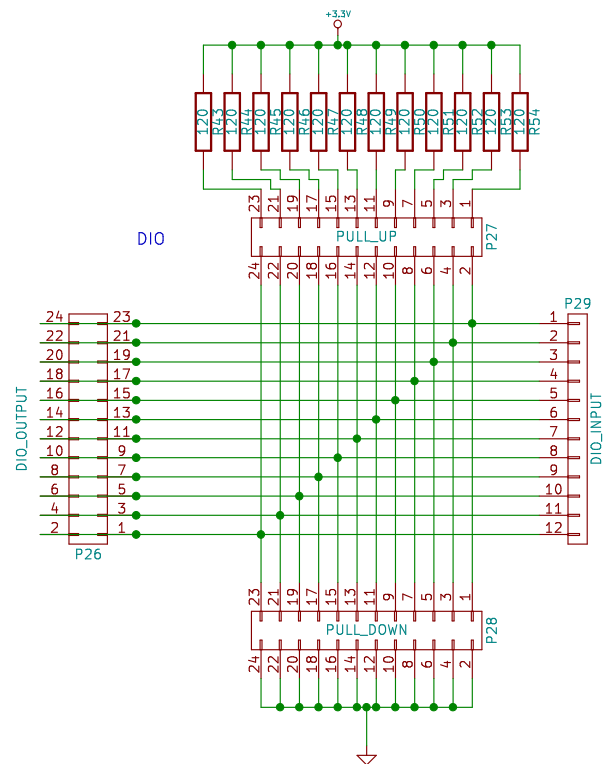 +3.3V
120 120 120 120 120 120 120 120 120 120 120 120
R43 R44 R45 R46 R47 R48 R49 R50 R51 R52 R53 R54
23 21 19 17 15 13 11 9 7 5 3 1
PULL_UP
P27
24 22 20 18 16 14 12 10 8 6 4 2
DIO
P29
24 23 1
22 21 2
20 19 3
18 17 4
16 15 5
14 13 6
12 11 7
10 9 8
8 7 9
6 5 10
4 3 11
2 1 12
DIO_OUTPUT
DIO_INPUT
P26
23 21 19 17 15 13 11 9 7 5 3 1
PULL_DOWN
P28
24 22 20 18 16 14 12 10 8 6 4 2